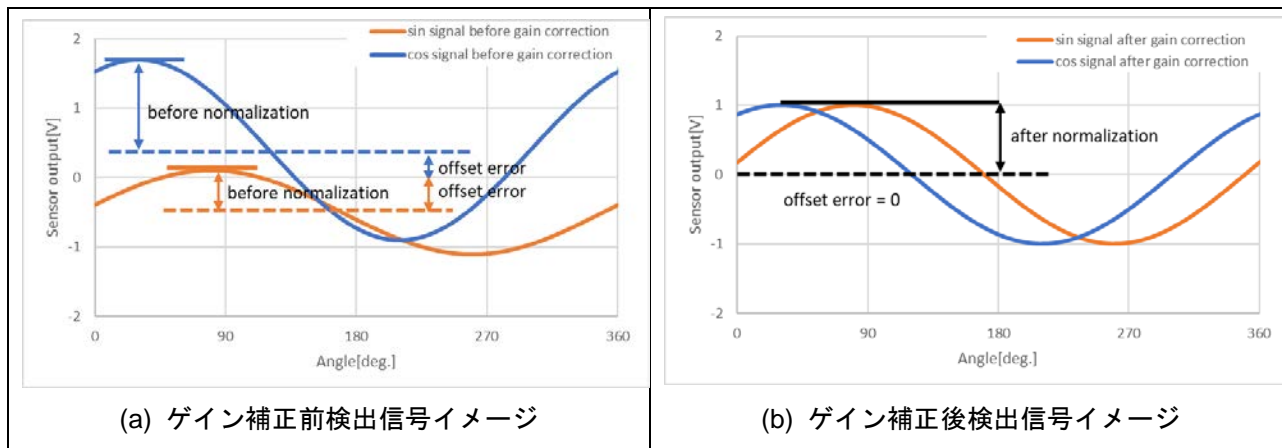 sin signal before gain correction
cos signal before gain correction
2
1
0
-1
-2
Sensor output[V]
before normalization
offset error
before normalization
offset error
0
90
180
270
360
Angle[deg.]
(a) ゲイン補正前検出信号イメージ
sin signal after gain correction
cos signal after gain correction
2
1
0
-1
-2
Sensor output[V]
after normalization
offset error = 0
0
90
180
270
360
Angle[deg.]
(b) ゲイン補正後検出信号イメージ